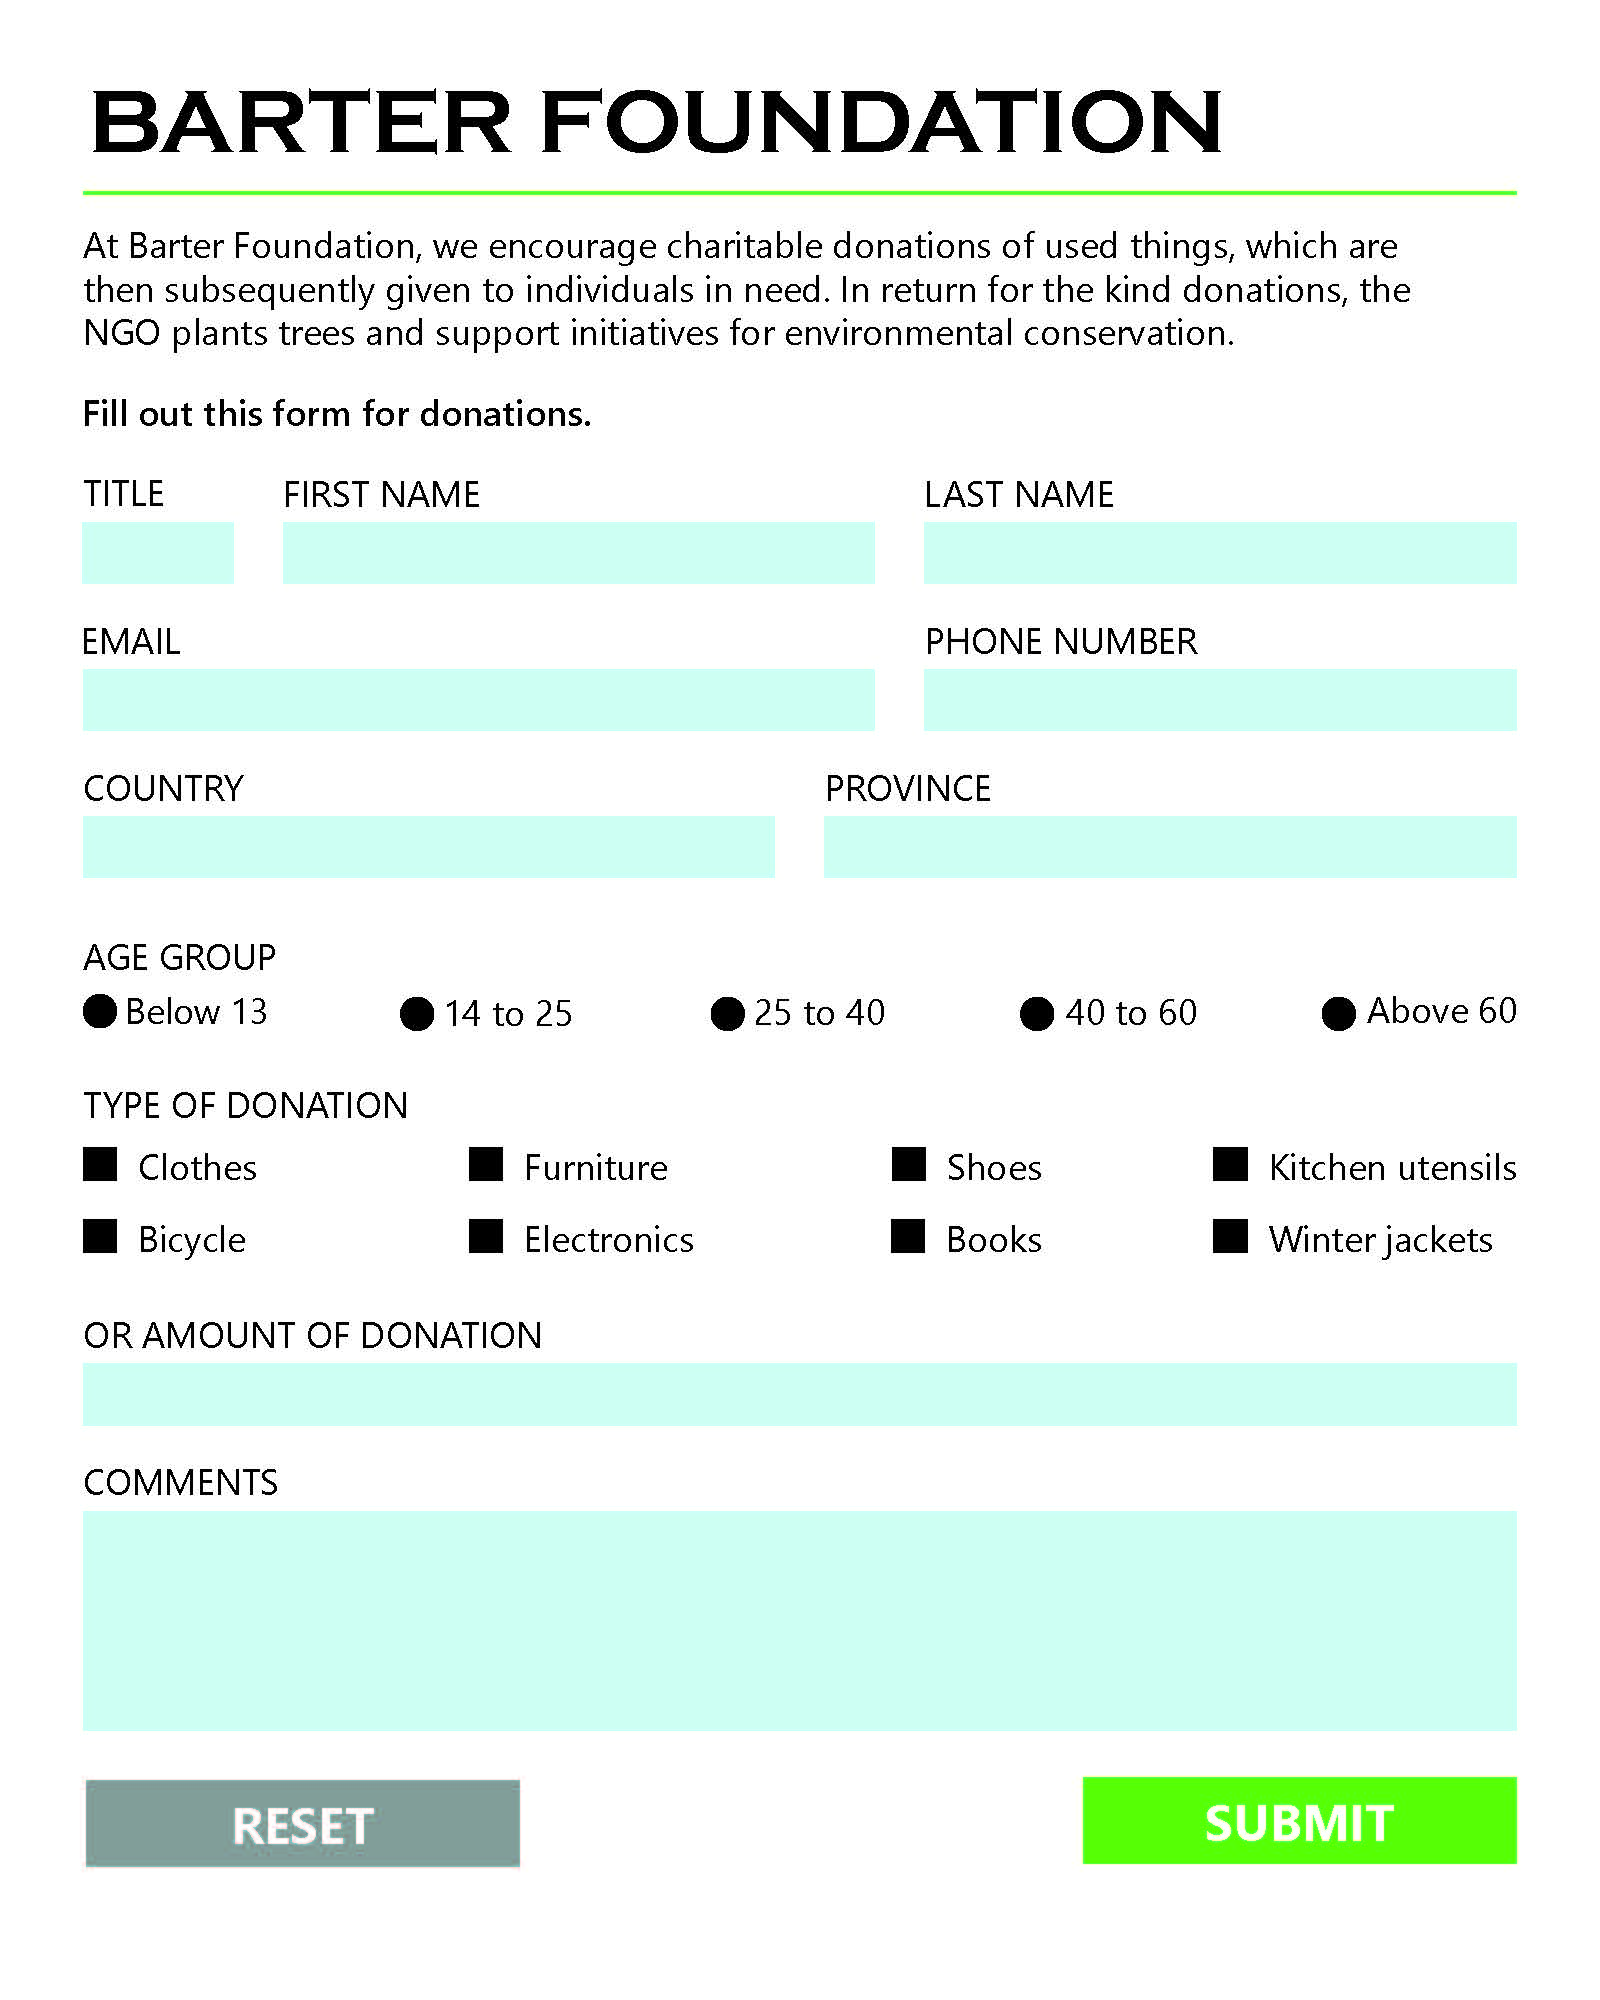 BARTER FOUNDATION
At Barter Foundation, we encourage charitable donations of used things, which are
then subsequently given to individuals in need. In return for the kind donations, the
NGO plants trees and support initiatives for environmental conservation.
Fill out this form for donations.
TITLE FIRST NAME LAST NAME
EMAIL PHONE NUMBER
COUNTRY PROVINCE
AGE GROUP
Below 13 14 to 25 25 to 40 40 to 60 Above 60
TYPE OF DONATION
Clothes Furniture Shoes Kitchen utensils
Bicycle Electronics Books Winter jackets
OR AMOUNT OF DONATION
COMMENTS
RESET SUBMIT